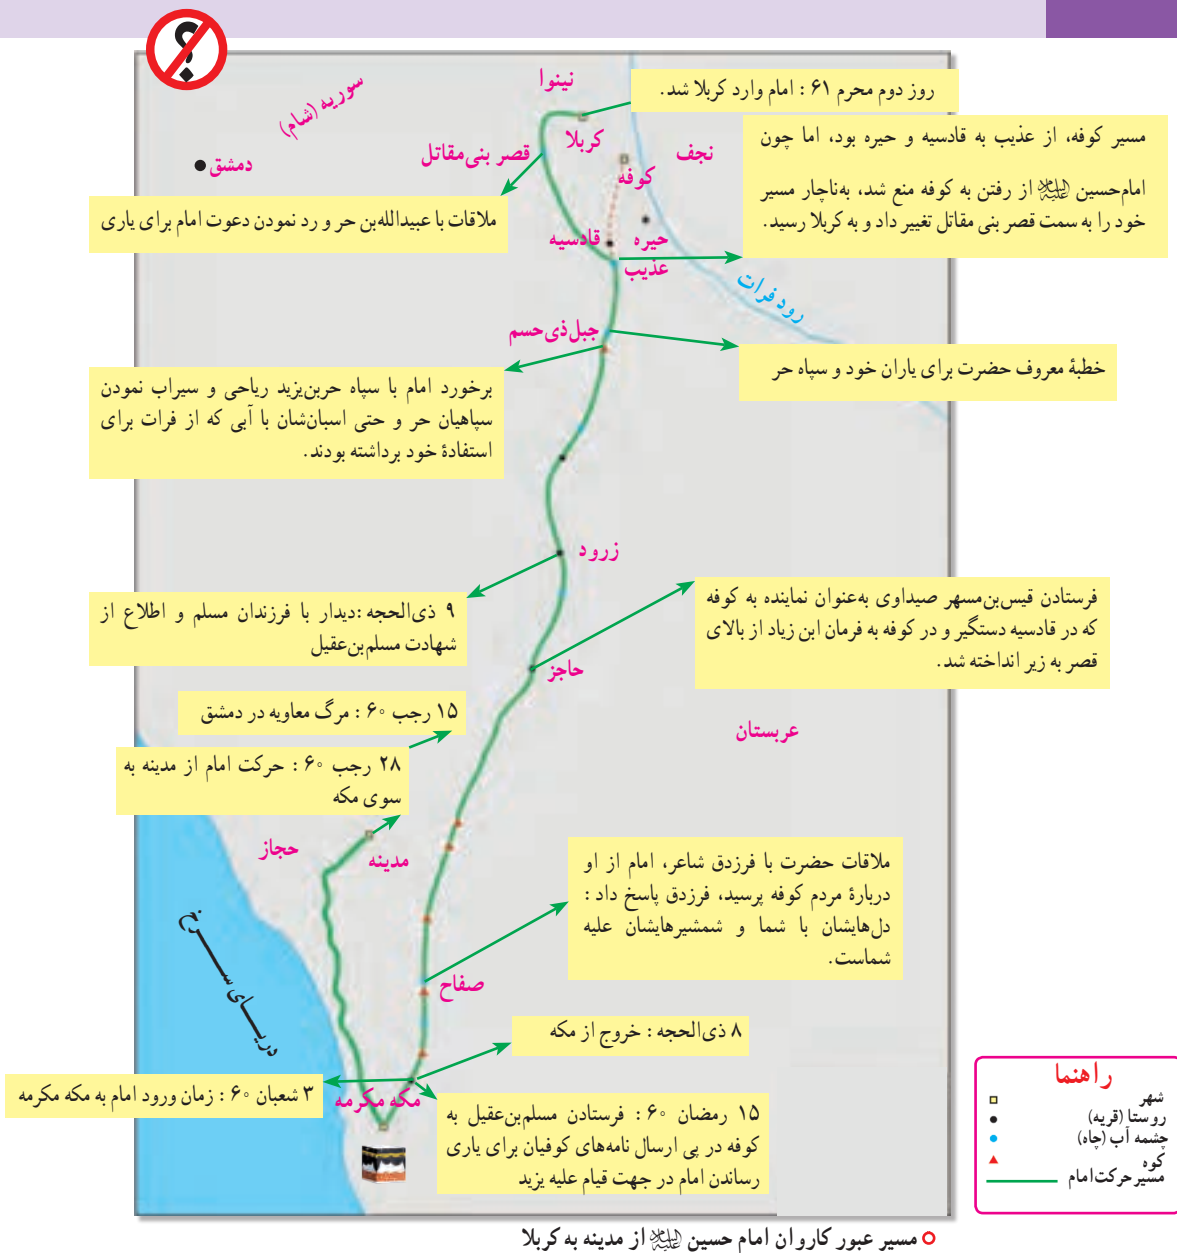 ؟
نینوا
سوریه (شام)
دمشق
کربلا
قصر بنی‌مقاتل
نجف
کوفه
قادسیه
حیره
عذیب
رود فرات
جبل‌ذی‌حسم
زرود
حاجز
عربستان
حجاز
مدینه
صفاح
مکه مکرمه
دریــای ســـرخ
روز دوم محرم ۶۱ : امام وارد کربلا شد.
مسیر کوفه، از عذیب به قادسیه و حیره بود، اما چون
امام‌حسین علیه‌السلام از رفتن به کوفه منع شد، به‌ناچار مسیر
خود را به سمت قصر بنی مقاتل تغییر داد و به کربلا رسید.
ملاقات با عبیدالله‌بن حر و رد نمودن دعوت امام برای یاری
خطبهٔ معروف حضرت برای یاران خود و سپاه حر
برخورد امام با سپاه حربن‌یزید ریاحی و سیراب نمودن
سپاهیان حر و حتی اسبان‌شان با آبی که از فرات برای
استفادهٔ خود برداشته بودند.
۹ ذی‌الحجه :دیدار با فرزندان مسلم و اطلاع از
شهادت مسلم‌بن‌عقیل
فرستادن قیس‌بن‌مسهر صیداوی به‌عنوان نماینده به کوفه
که در قادسیه دستگیر و در کوفه به فرمان ابن زیاد از بالای
قصر به زیر انداخته شد.
۱۵ رجب ۶۰ : مرگ معاویه در دمشق
۲۸ رجب ۶۰ : حرکت امام از مدینه به
سوی مکه
ملاقات حضرت با فرزدق شاعر، امام از او
دربارهٔ مردم کوفه پرسید، فرزدق پاسخ داد :
دل‌هایشان با شما و شمشیرهایشان علیه
شماست.
۸ ذی‌الحجه : خروج از مکه
۳ شعبان ۶۰ : زمان ورود امام به مکه مکرمه
۱۵ رمضان ۶۰ : فرستادن مسلم‌بن‌عقیل به
کوفه در پی ارسال نامه‌های کوفیان برای یاری
رساندن امام در جهت قیام علیه یزید
راهنما
شهر
روستا (قریه)
چشمه آب (چاه)
کوه
مسیر حرکت‌امام
مسیر عبور کاروان امام حسین علیه‌السلام از مدینه به کربلا